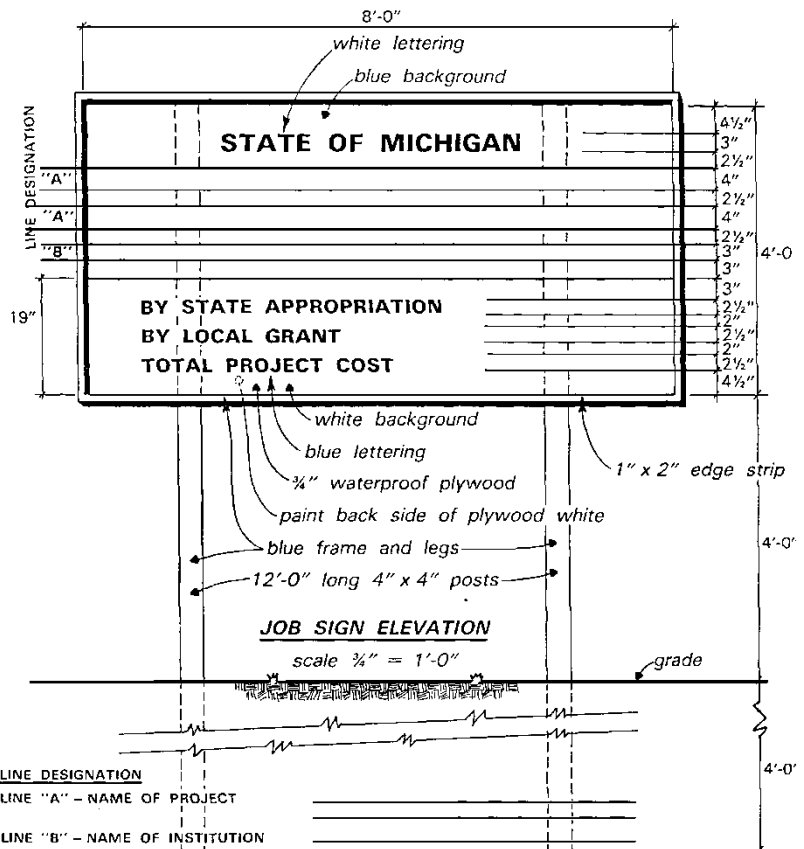 8'-0"
white lettering
blue background
LINE DESIGNATION
STATE OF MICHIGAN
4½"
3"
2½"
"A"
4"
2½"
"A"
4"
2½"
"B"
3"
3"
4'-0
19"
3"
BY STATE APPROPRIATION
2½"
2"
BY LOCAL GRANT
2½"
2"
TOTAL PROJECT COST
2½"
4½"
white background
blue lettering
1" x 2" edge strip
¾" waterproof plywood
paint back side of plywood white
blue frame and legs
4'-0"
12'-0" long 4" x 4" posts
JOB SIGN ELEVATION
scale ¾" = 1'-0"
grade
4'-0"
LINE DESIGNATION
LINE "A" – NAME OF PROJECT
LINE "B" – NAME OF INSTITUTION